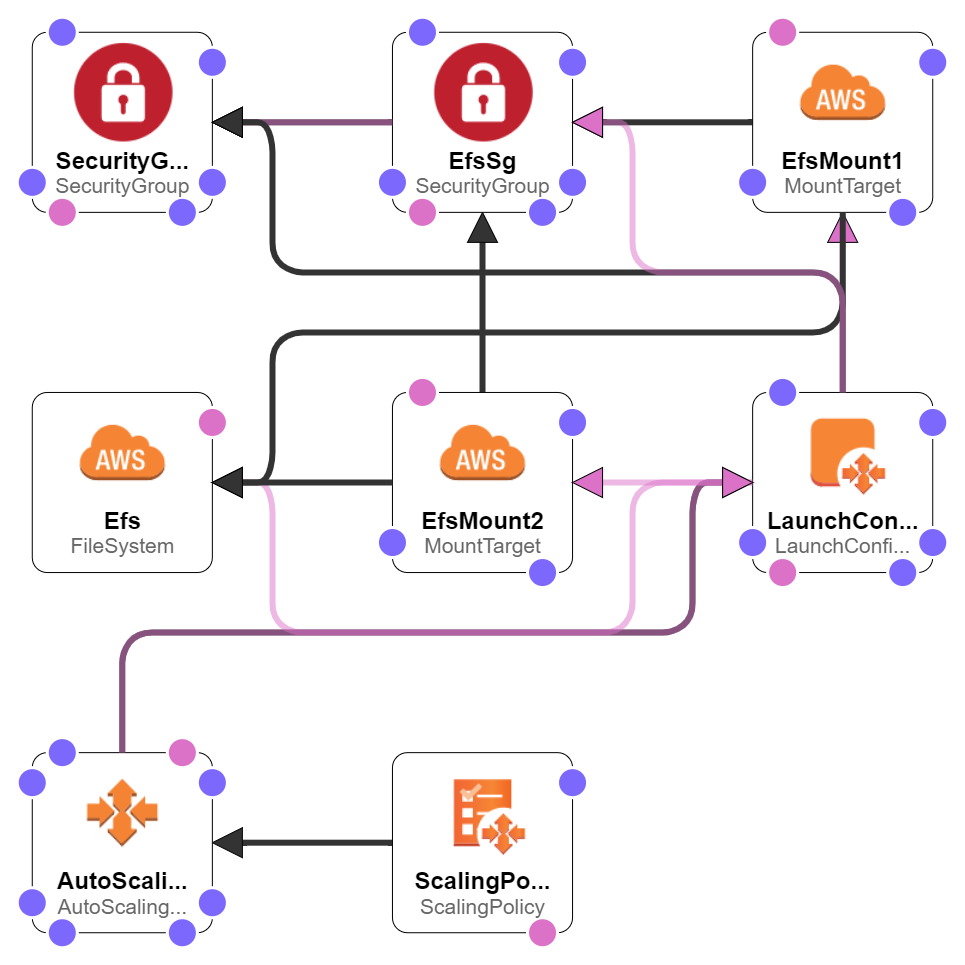 SecurityG...
SecurityGroup
EfsSg
SecurityGroup
AWS
EfsMount1
MountTarget
AWS
Efs
FileSystem
AWS
EfsMount2
MountTarget
LaunchCon...
LaunchConfi...
AutoScali...
AutoScaling...
ScalingPo...
ScalingPolicy